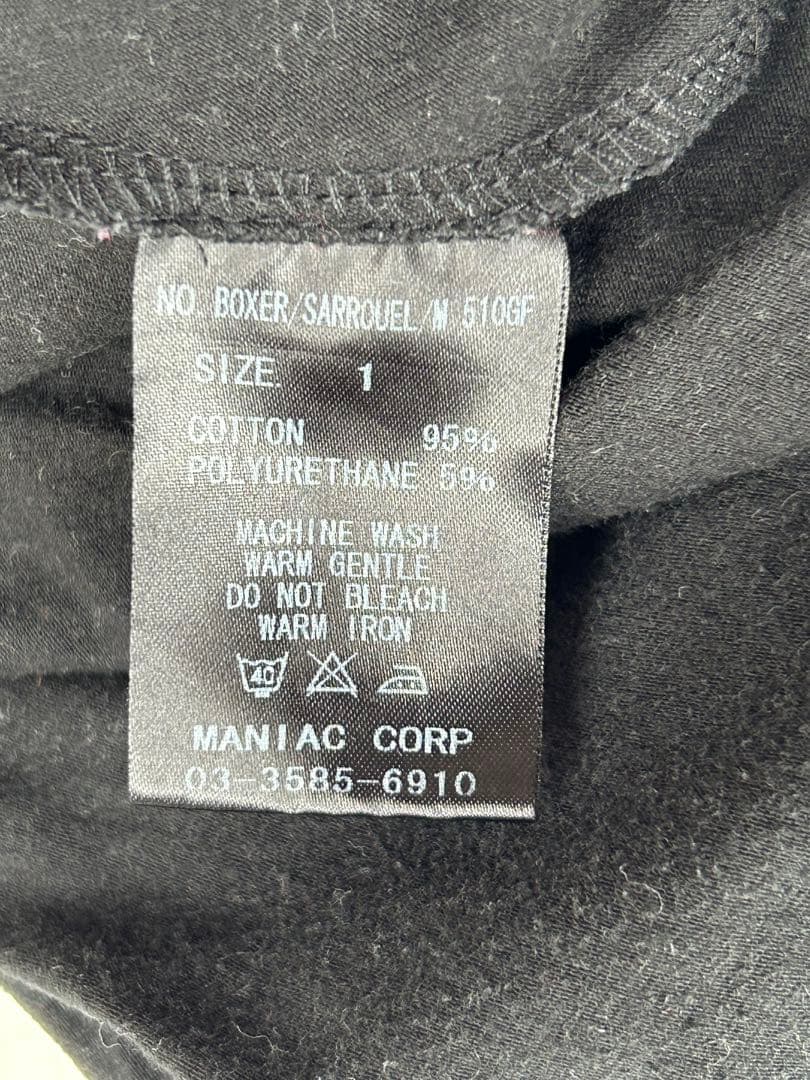 NO BOXER/SARROUEL/M 510GF
SIZE 1
COTTON 95%
POLYURETHANE 5%
MACHINE WASH
WARM GENTLE
DO NOT BLEACH
WARM IRON
40
MANIAC CORP
03-3585-6910